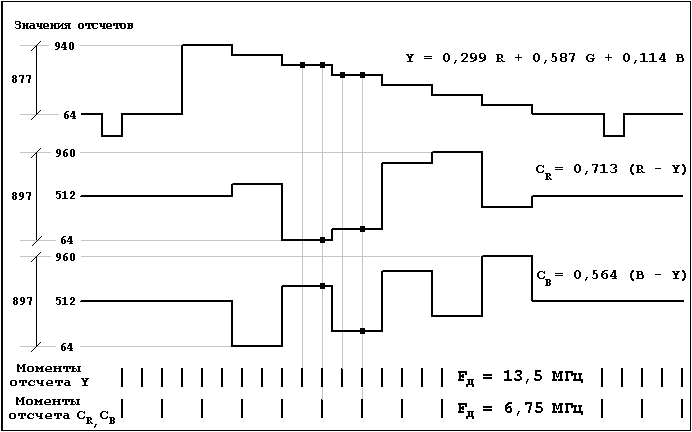 Значения отсчетов
940
Y = 0,299 R + 0,587 G + 0,114 B
877
64
960
C_R = 0,713 (R - Y)
897
512
64
960
C_B = 0,564 (B - Y)
897
512
64
Моменты
отсчета Y
F_Д = 13,5 МГц
Моменты
отсчета C_R, C_B
F_Д = 6,75 МГц